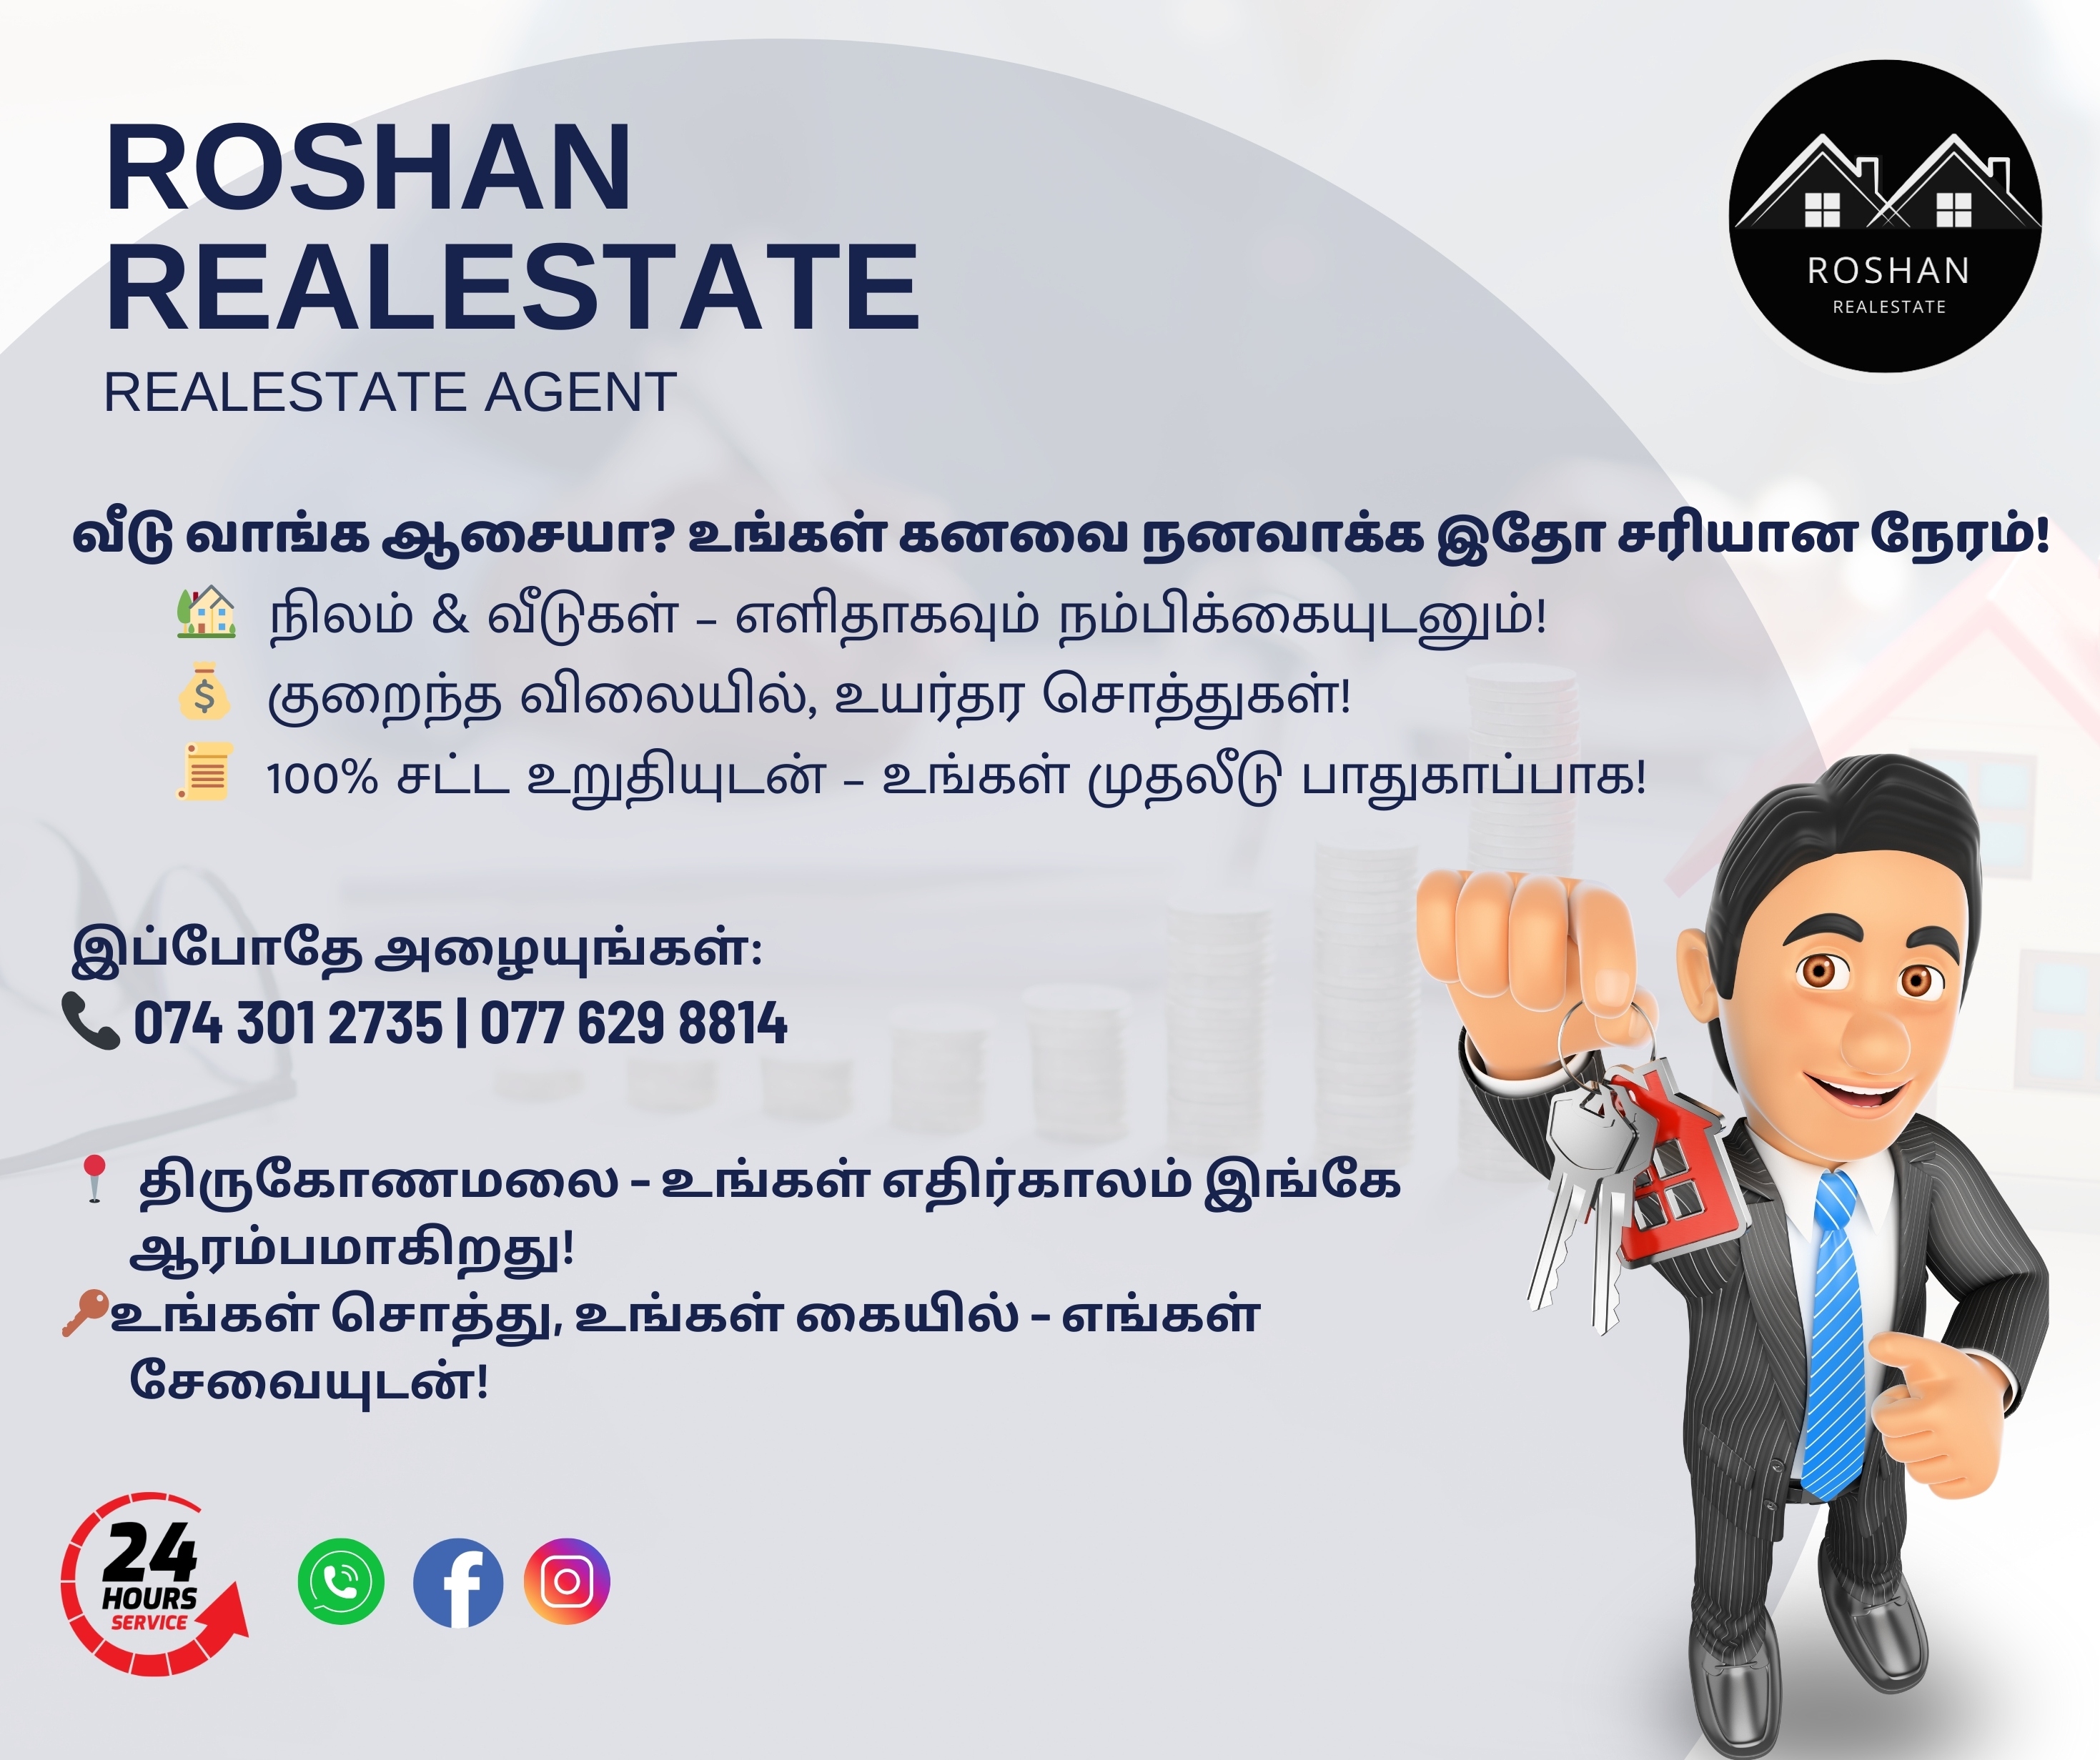 ROSHAN
REALESTATE
REALESTATE AGENT
ROSHAN
REALESTATE
வீடு வாங்க ஆசையா? உங்கள் கனவை நனவாக்க இதோ சரியான நேரம்!
🏡 நிலம் & வீடுகள் – எளிதாகவும் நம்பிக்கையுடனும்!
💰 குறைந்த விலையில், உயர்தர சொத்துகள்!
📜 100% சட்ட உறுதியுடன் – உங்கள் முதலீடு பாதுகாப்பாக!
இப்போதே அழையுங்கள்:
📞 074 301 2735 | 077 629 8814
📍 திருகோணமலை – உங்கள் எதிர்காலம் இங்கே
ஆரம்பமாகிறது!
🔑உங்கள் சொத்து, உங்கள் கையில் – எங்கள்
சேவையுடன்!
24
HOURS
SERVICE